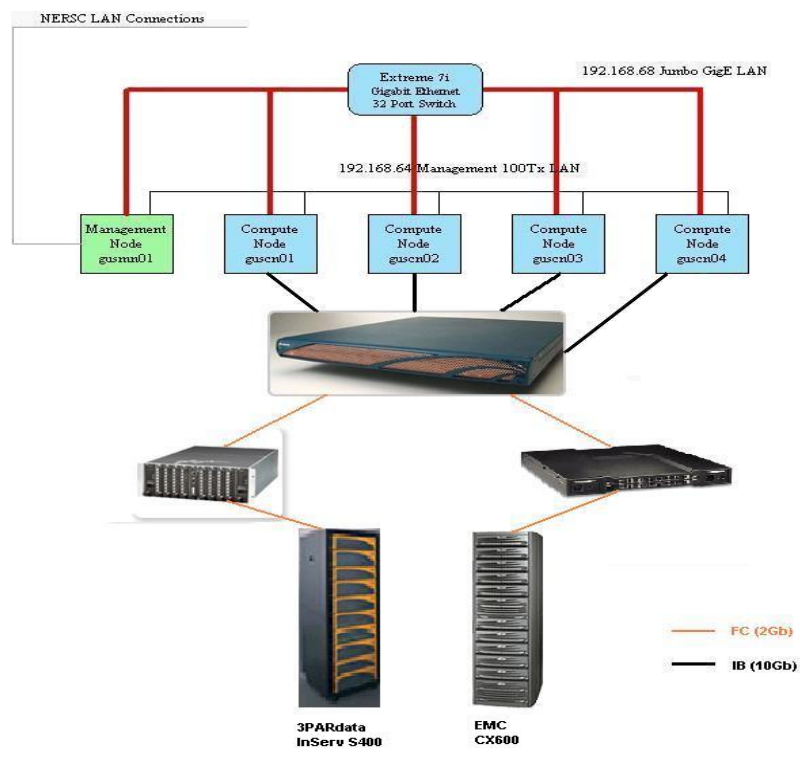 NERSC LAN Connections
Extreme 7i
Gigabit Ethernet
32 Port Switch
192.168.68 Jumbo GigE LAN
192.168.64 Management 100Tx LAN
Management
Node
gusmn01
Compute
Node
guscn01
Compute
Node
guscn02
Compute
Node
guscn03
Compute
Node
guscn04
FC (2Gb)
IB (10Gb)
3PARdata
InServ S400
EMC
CX600